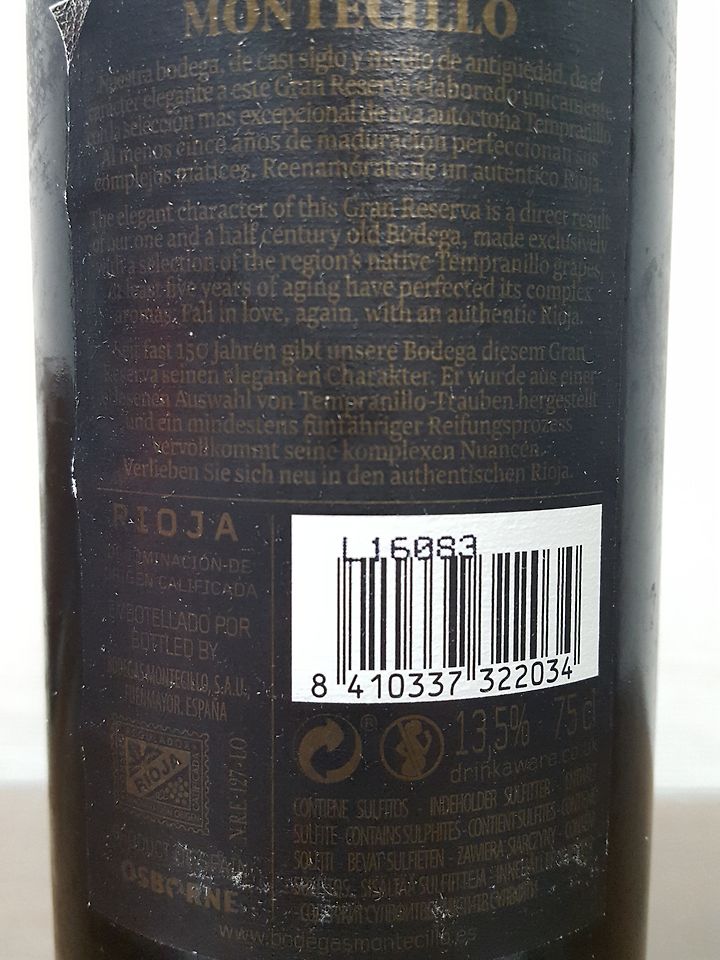 MONTECILLO
Nuestra bodega, de casi siglo y medio de antigüedad, da el
carácter elegante a este Gran Reserva elaborado únicamente
con la selección más excepcional de uva autóctona Tempranillo.
Al menos cinco años de maduración perfeccionan sus
complejos matices. Reenamórate de un auténtico Rioja.
The elegant character of this Gran Reserva is a direct result
of our one and a half century old Bodega, made exclusively
a selection of the region's native Tempranillo grapes.
At least five years of aging have perfected its complex
aromas. Fall in love, again, with an authentic Rioja.
Seit fast 150 Jahren gibt unsere Bodega diesem Gran
Reserva seinen eleganten Charakter. Er wurde aus einer
Auswahl von Tempranillo-Trauben hergestellt
und ein mindestens fünfjähriger Reifungsprozess
vervollkommt seine komplexen Nuancen.
Verlieben Sie sich neu in den authentischen Rioja.
RIOJA
DENOMINACIÓN DE
ORIGEN CALIFICADA
EMBOTELLADO POR
BOTTLED BY
BODEGAS MONTECILLO, S.A.U.,
FUENMAYOR, ESPAÑA
RIOJA
PRODUCT OF SPAIN
OSBORNE
L16083
8 410337 322034
® 13,5% 75 cl
drinkaware.co.uk
CONTIENE SULFITOS - INDEHOLDER SULFITTER -
SULFITE - CONTAINS SULPHITES - CONTIENT SULFITES -
SOLFITI - BEVAT SULFIETEN - ZAWIERA SIARCZYNY -
www.bodegasmontecillo.es